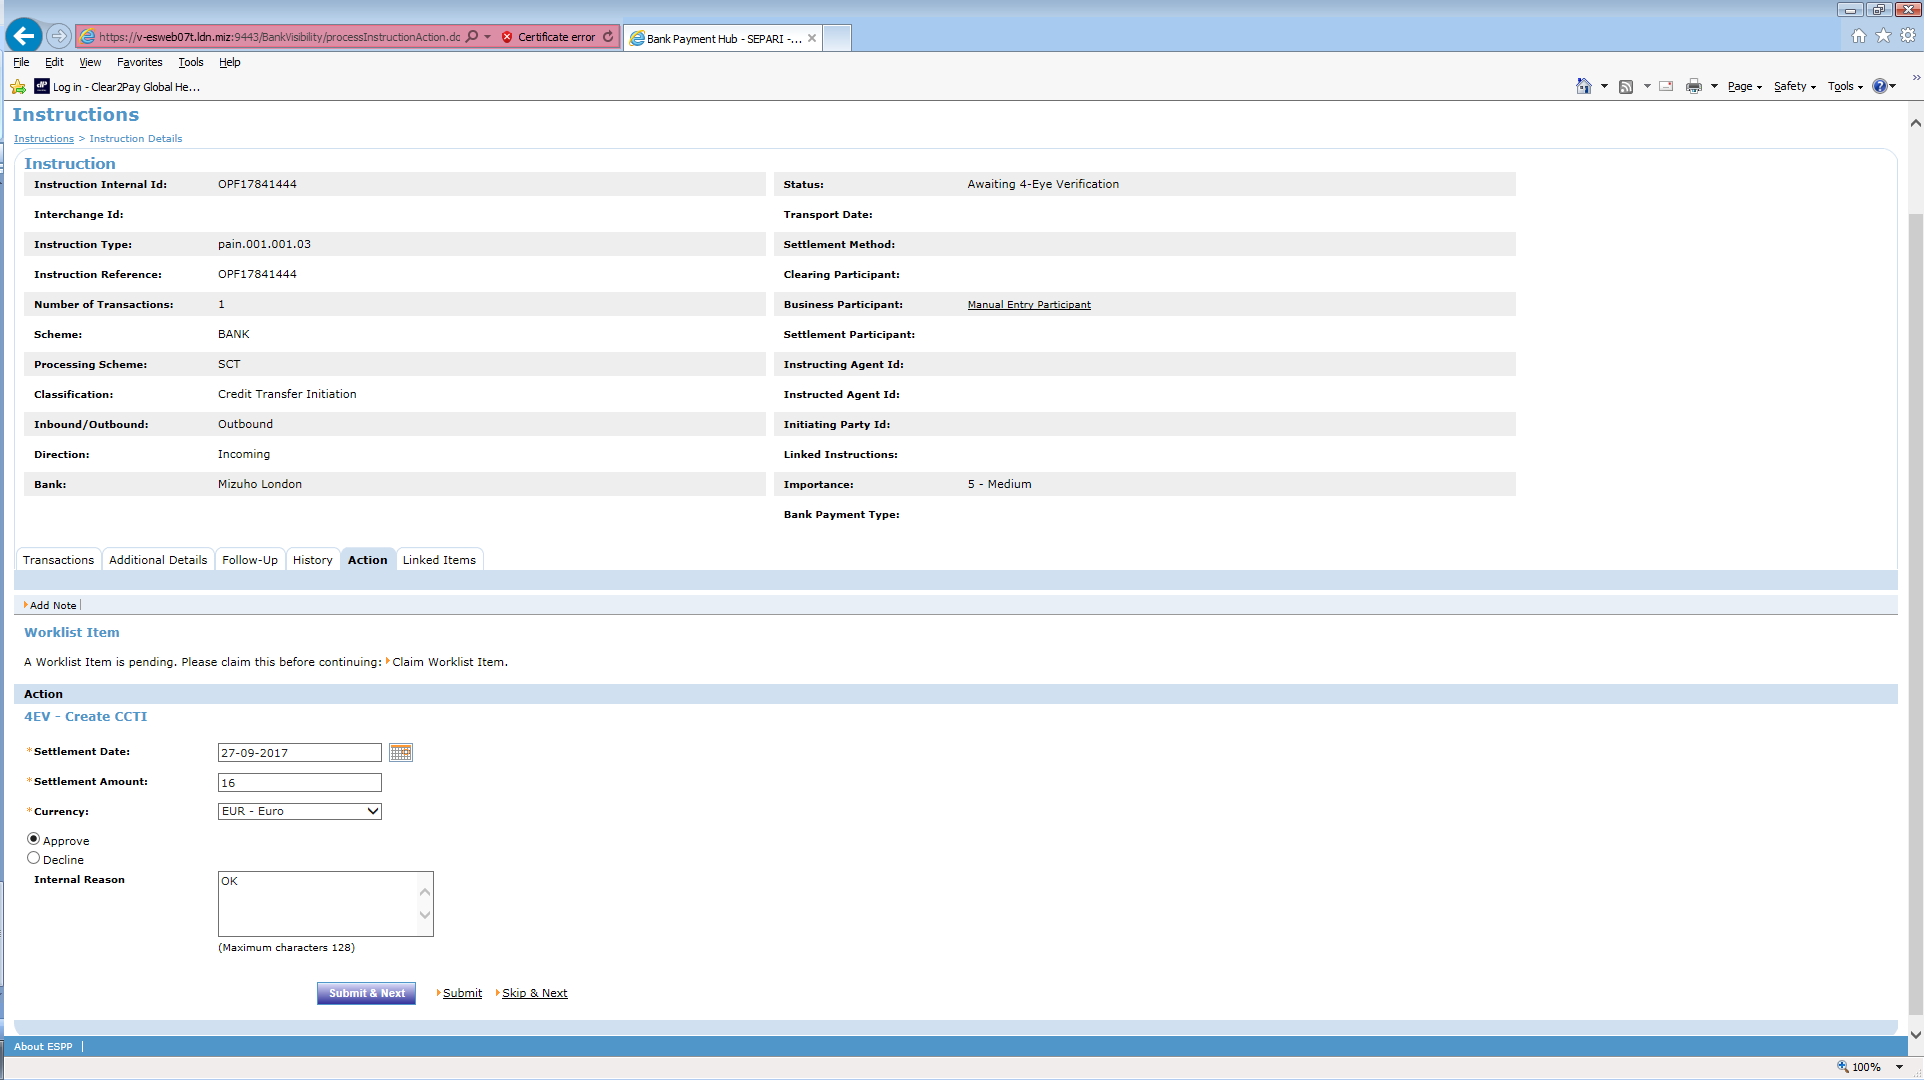 https://v-esweb07t.ldn.miz:9443/BankVisibility/processInstructionAction.dc
Certificate error
Bank Payment Hub - SEPARI -...
File Edit View Favorites Tools Help
Log in - Clear2Pay Global He...
Page Safety Tools
Instructions
Instructions > Instruction Details
Instruction
Instruction Internal Id: OPF17841444 Status: Awaiting 4-Eye Verification
Interchange Id: Transport Date:
Instruction Type: pain.001.001.03 Settlement Method:
Instruction Reference: OPF17841444 Clearing Participant:
Number of Transactions: 1 Business Participant: Manual Entry Participant
Scheme: BANK Settlement Participant:
Processing Scheme: SCT Instructing Agent Id:
Classification: Credit Transfer Initiation Instructed Agent Id:
Inbound/Outbound: Outbound Initiating Party Id:
Direction: Incoming Linked Instructions:
Bank: Mizuho London Importance: 5 - Medium
Bank Payment Type:
Transactions Additional Details Follow-Up History Action Linked Items
Add Note
Worklist Item
A Worklist Item is pending. Please claim this before continuing: Claim Worklist Item.
Action
4EV - Create CCTI
*Settlement Date: 27-09-2017
*Settlement Amount: 16
*Currency: EUR - Euro
Approve
Decline
Internal Reason OK
(Maximum characters 128)
Submit & Next Submit Skip & Next
About ESPP |
100%